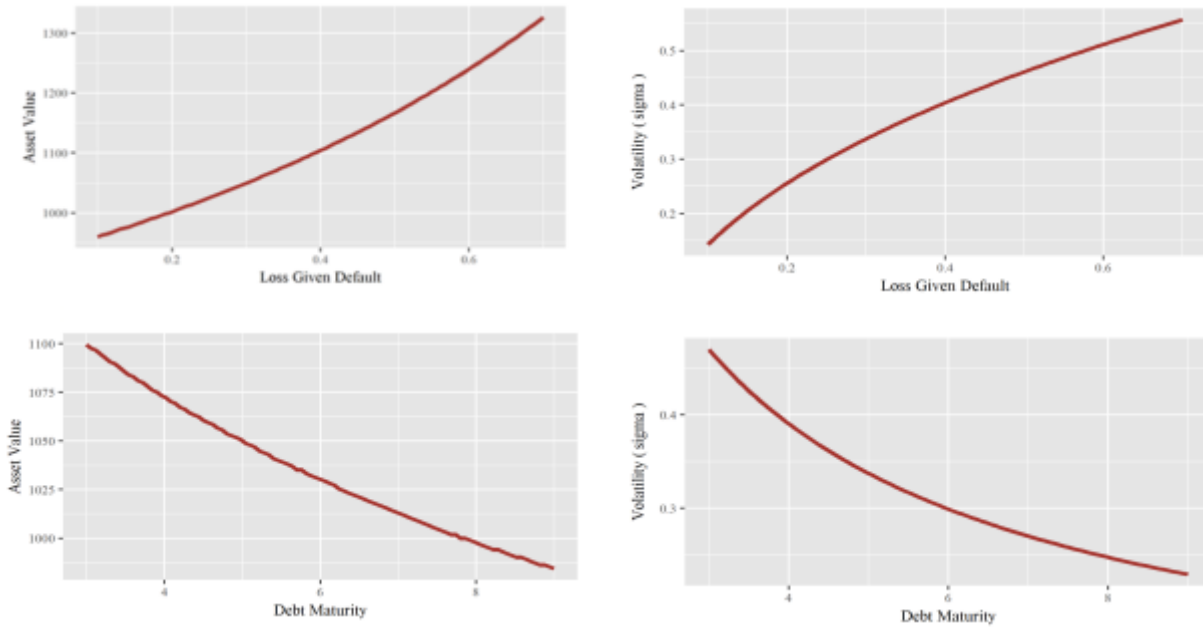 1300
1200
1100
1000
Asset Value
0.2 0.4 0.6
Loss Given Default
0.5
0.4
0.3
0.2
Volatility ( sigma )
0.2 0.4 0.6
Loss Given Default
1100
1075
1050
1025
1000
Asset Value
4 6 8
Debt Maturity
0.4
0.3
Volatility ( sigma )
4 6 8
Debt Maturity